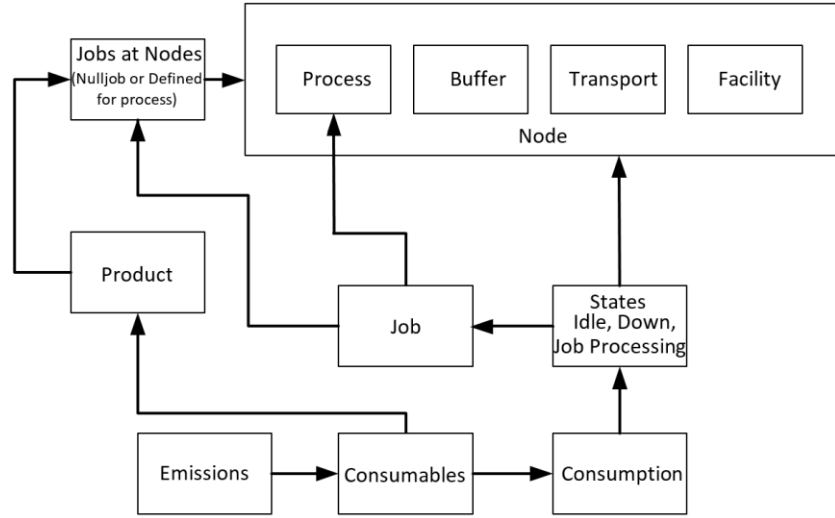 Jobs at Nodes
(Nulljob or Defined
for process)
Process
Buffer
Transport
Facility
Node
Product
Job
States
Idle, Down,
Job Processing
Emissions
Consumables
Consumption